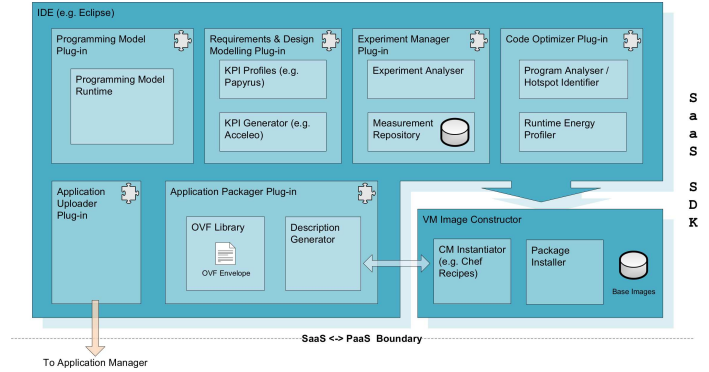 IDE (e.g. Eclipse)
Programming Model
Plug-in
Programming Model
Runtime
Requirements & Design
Modelling Plug-in
KPI Profiles (e.g.
Papyrus)
KPI Generator (e.g.
Acceleo)
Experiment Manager
Plug-in
Experiment Analyser
Measurement
Repository
Code Optimizer Plug-in
Program Analyser /
Hotspot Identifier
Runtime Energy
Profiler
SaaS SDK
Application
Uploader
Plug-in
Application Packager Plug-in
OVF Library
OVF Envelope
Description
Generator
VM Image Constructor
CM Instantiator
(e.g. Chef
Recipes)
Package
Installer
Base Images
SaaS <-> PaaS Boundary
To Application Manager